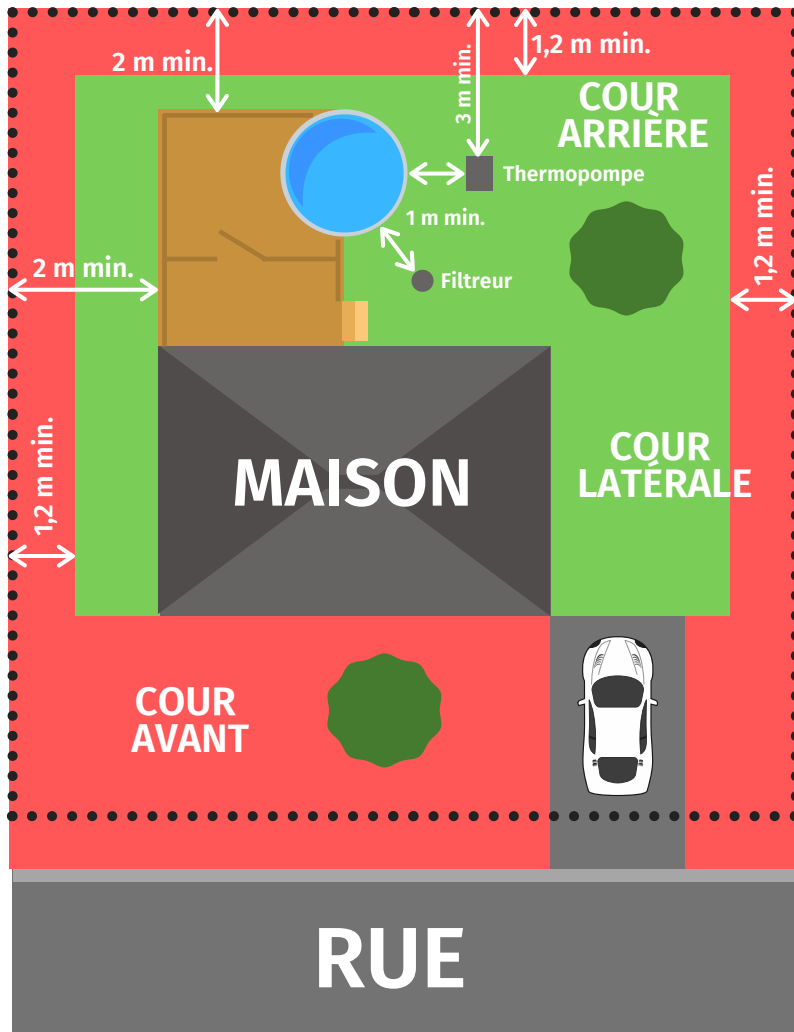 1,2 m min.
2 m min.
3 m min.
COUR
ARRIÈRE
Thermopompe
1,2 m min.
1 m min.
2 m min.
Filtreur
1,2 m min.
COUR
LATÉRALE
MAISON
COUR
AVANT
RUE